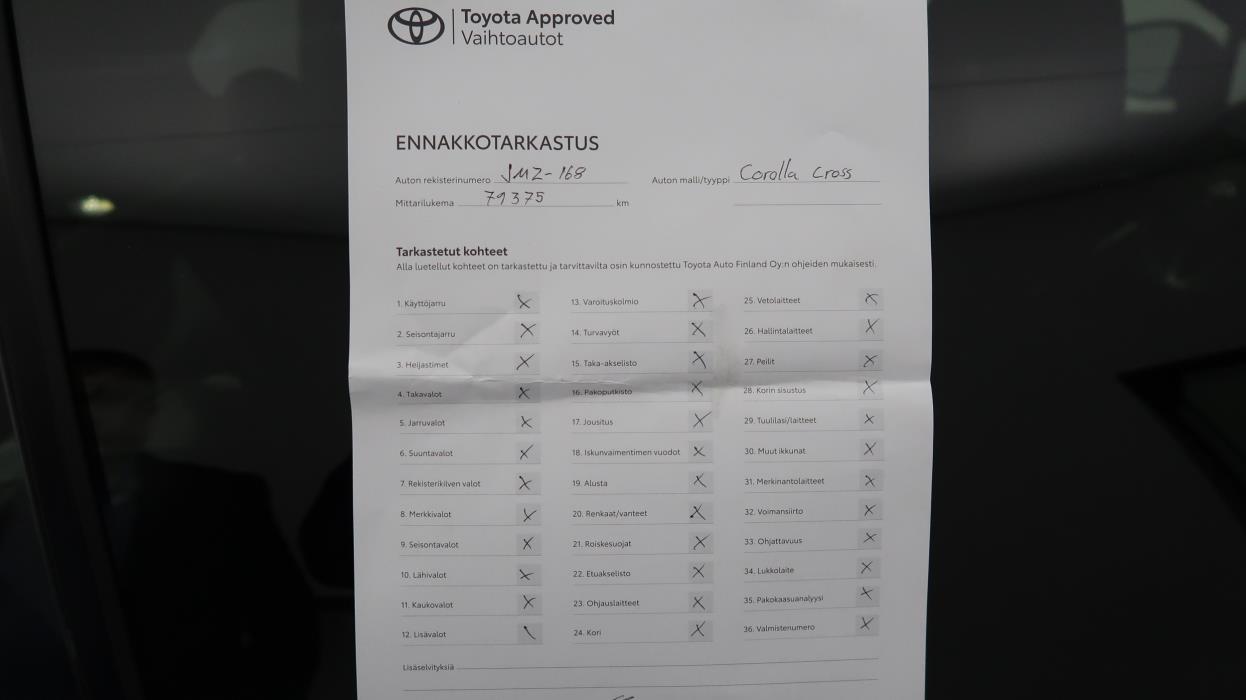 Toyota Approved
Vaihtoautot
ENNAKKOTARKASTUS
Auton rekisterinumero JMZ-168 Auton malli/tyyppi Corolla Cross
Mittarilukema 79375 km
Tarkastetut kohteet
Alla luetellut kohteet on tarkastettu ja tarvittavilta osin kunnostettu Toyota Auto Finland Oy:n ohjeiden mukaisesti.
1. Käyttöjarru X
2. Seisontajarru X
3. Heijastimet X
4. Takavalot X
5. Jarruvalot X
6. Suuntavalot X
7. Rekisterikilven valot X
8. Merkkivalot X
9. Seisontavalot X
10. Lähivalot X
11. Kaukovalot X
12. Lisävalot \
13. Varoituskolmio X
14. Turvavyöt X
15. Taka-akselisto X
16. Pakoputkisto X
17. Jousitus X
18. Iskunvaimentimen vuodot X
19. Alusta X
20. Renkaat/vanteet X
21. Roiskesuojat X
22. Etuakselisto X
23. Ohjauslaitteet X
24. Kori X
25. Vetolaitteet X
26. Hallintalaitteet X
27. Peilit X
28. Korin sisustus X
29. Tuulilasi/laitteet X
30. Muut ikkunat X
31. Merkinantolaitteet X
32. Voimansiirto X
33. Ohjattavuus X
34. Lukkolaite X
35. Pakokaasuanalyysi X
36. Valmistenumero X
Lisäselvityksiä